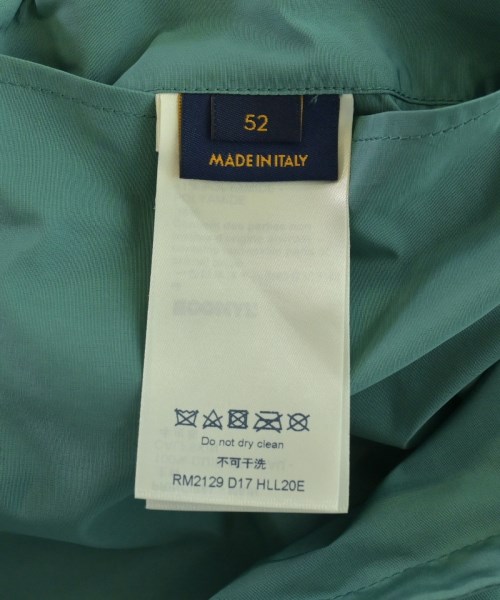 52
MADE IN ITALY
Do not dry clean
不可干洗
RM2129 D17 HLL20E